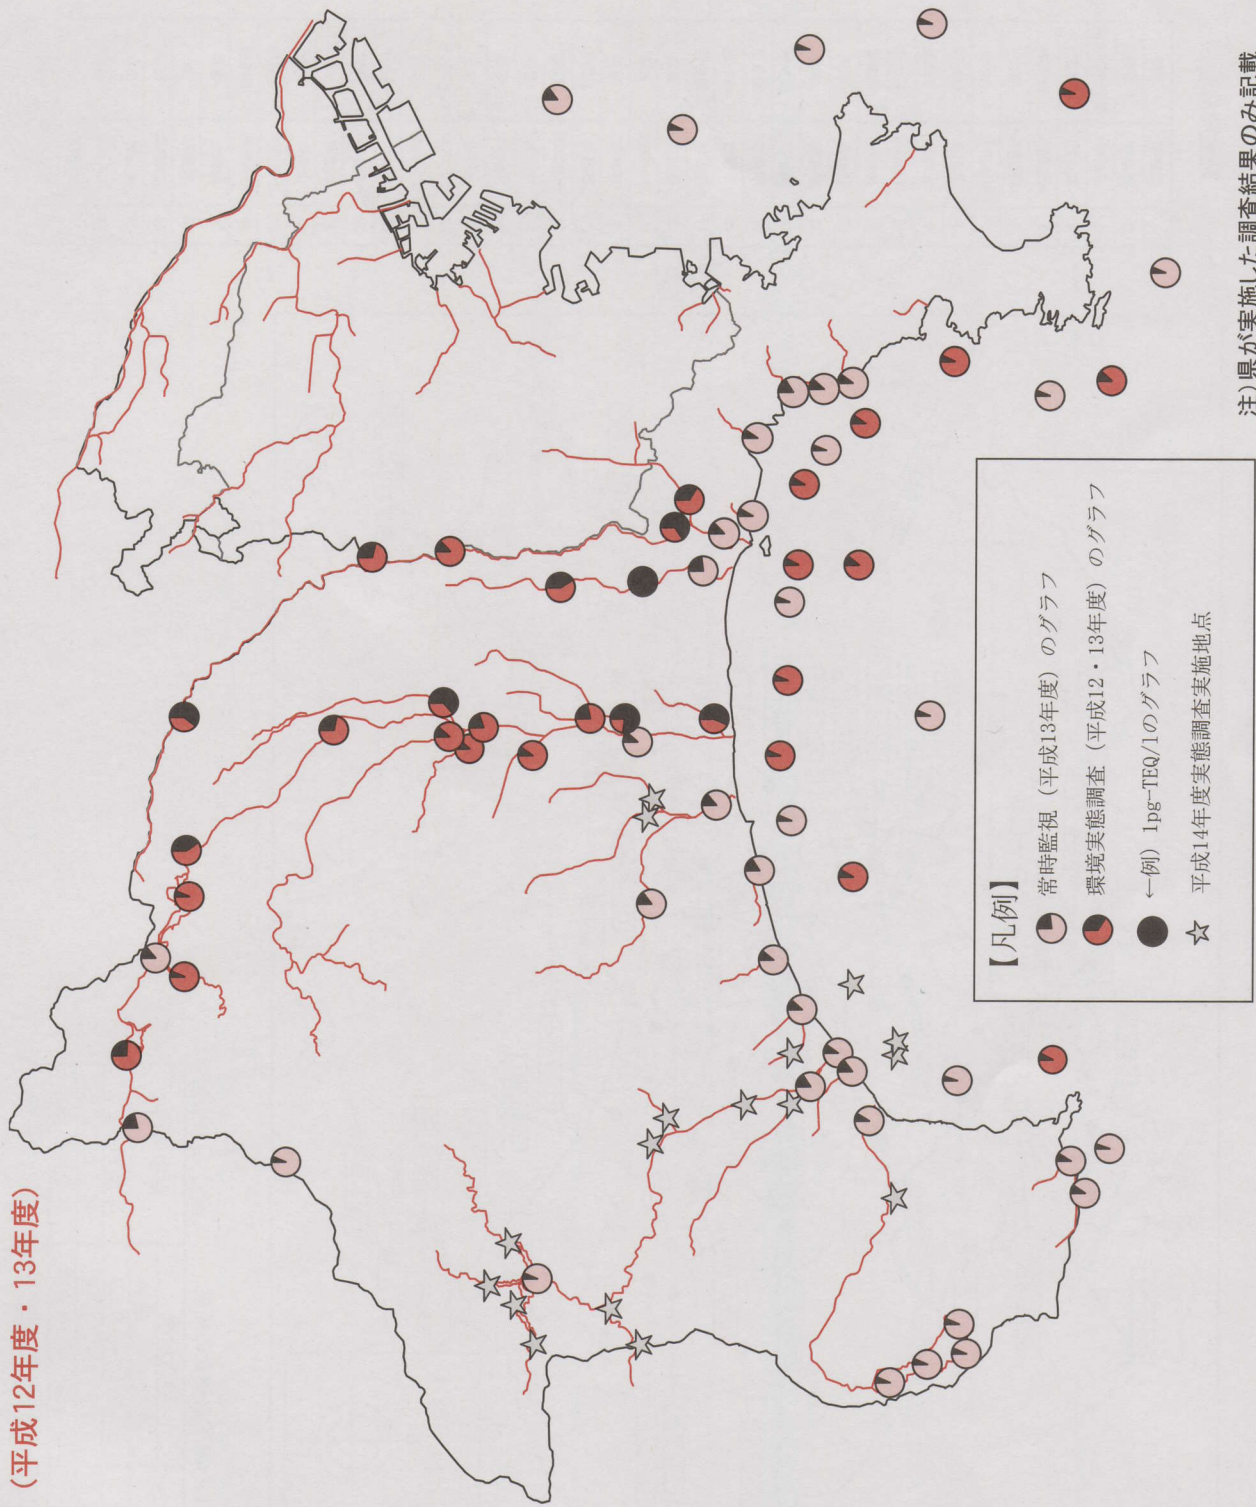 (平成12年度・13年度)
【凡例】
常時監視（平成13年度）のグラフ
環境実態調査（平成12・13年度）のグラフ
←例）1pg-TEQ/lのグラフ
平成14年度実態調査実施地点
注）県が実施した調査結果のみ記載